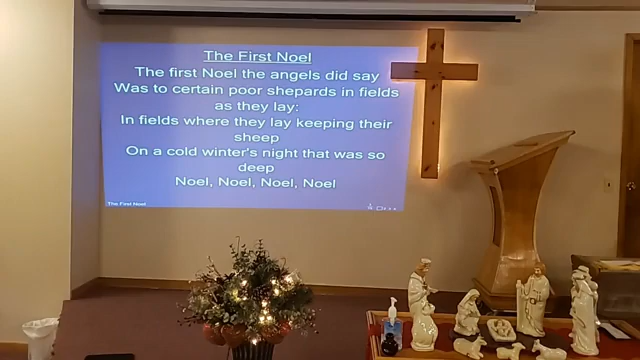 The First Noel
The first Noel the angels did say
Was to certain poor shepards in fields
as they lay:
In fields where they lay keeping their
sheep
On a cold winter's night that was so
deep
Noel, Noel, Noel, Noel
The First Noel